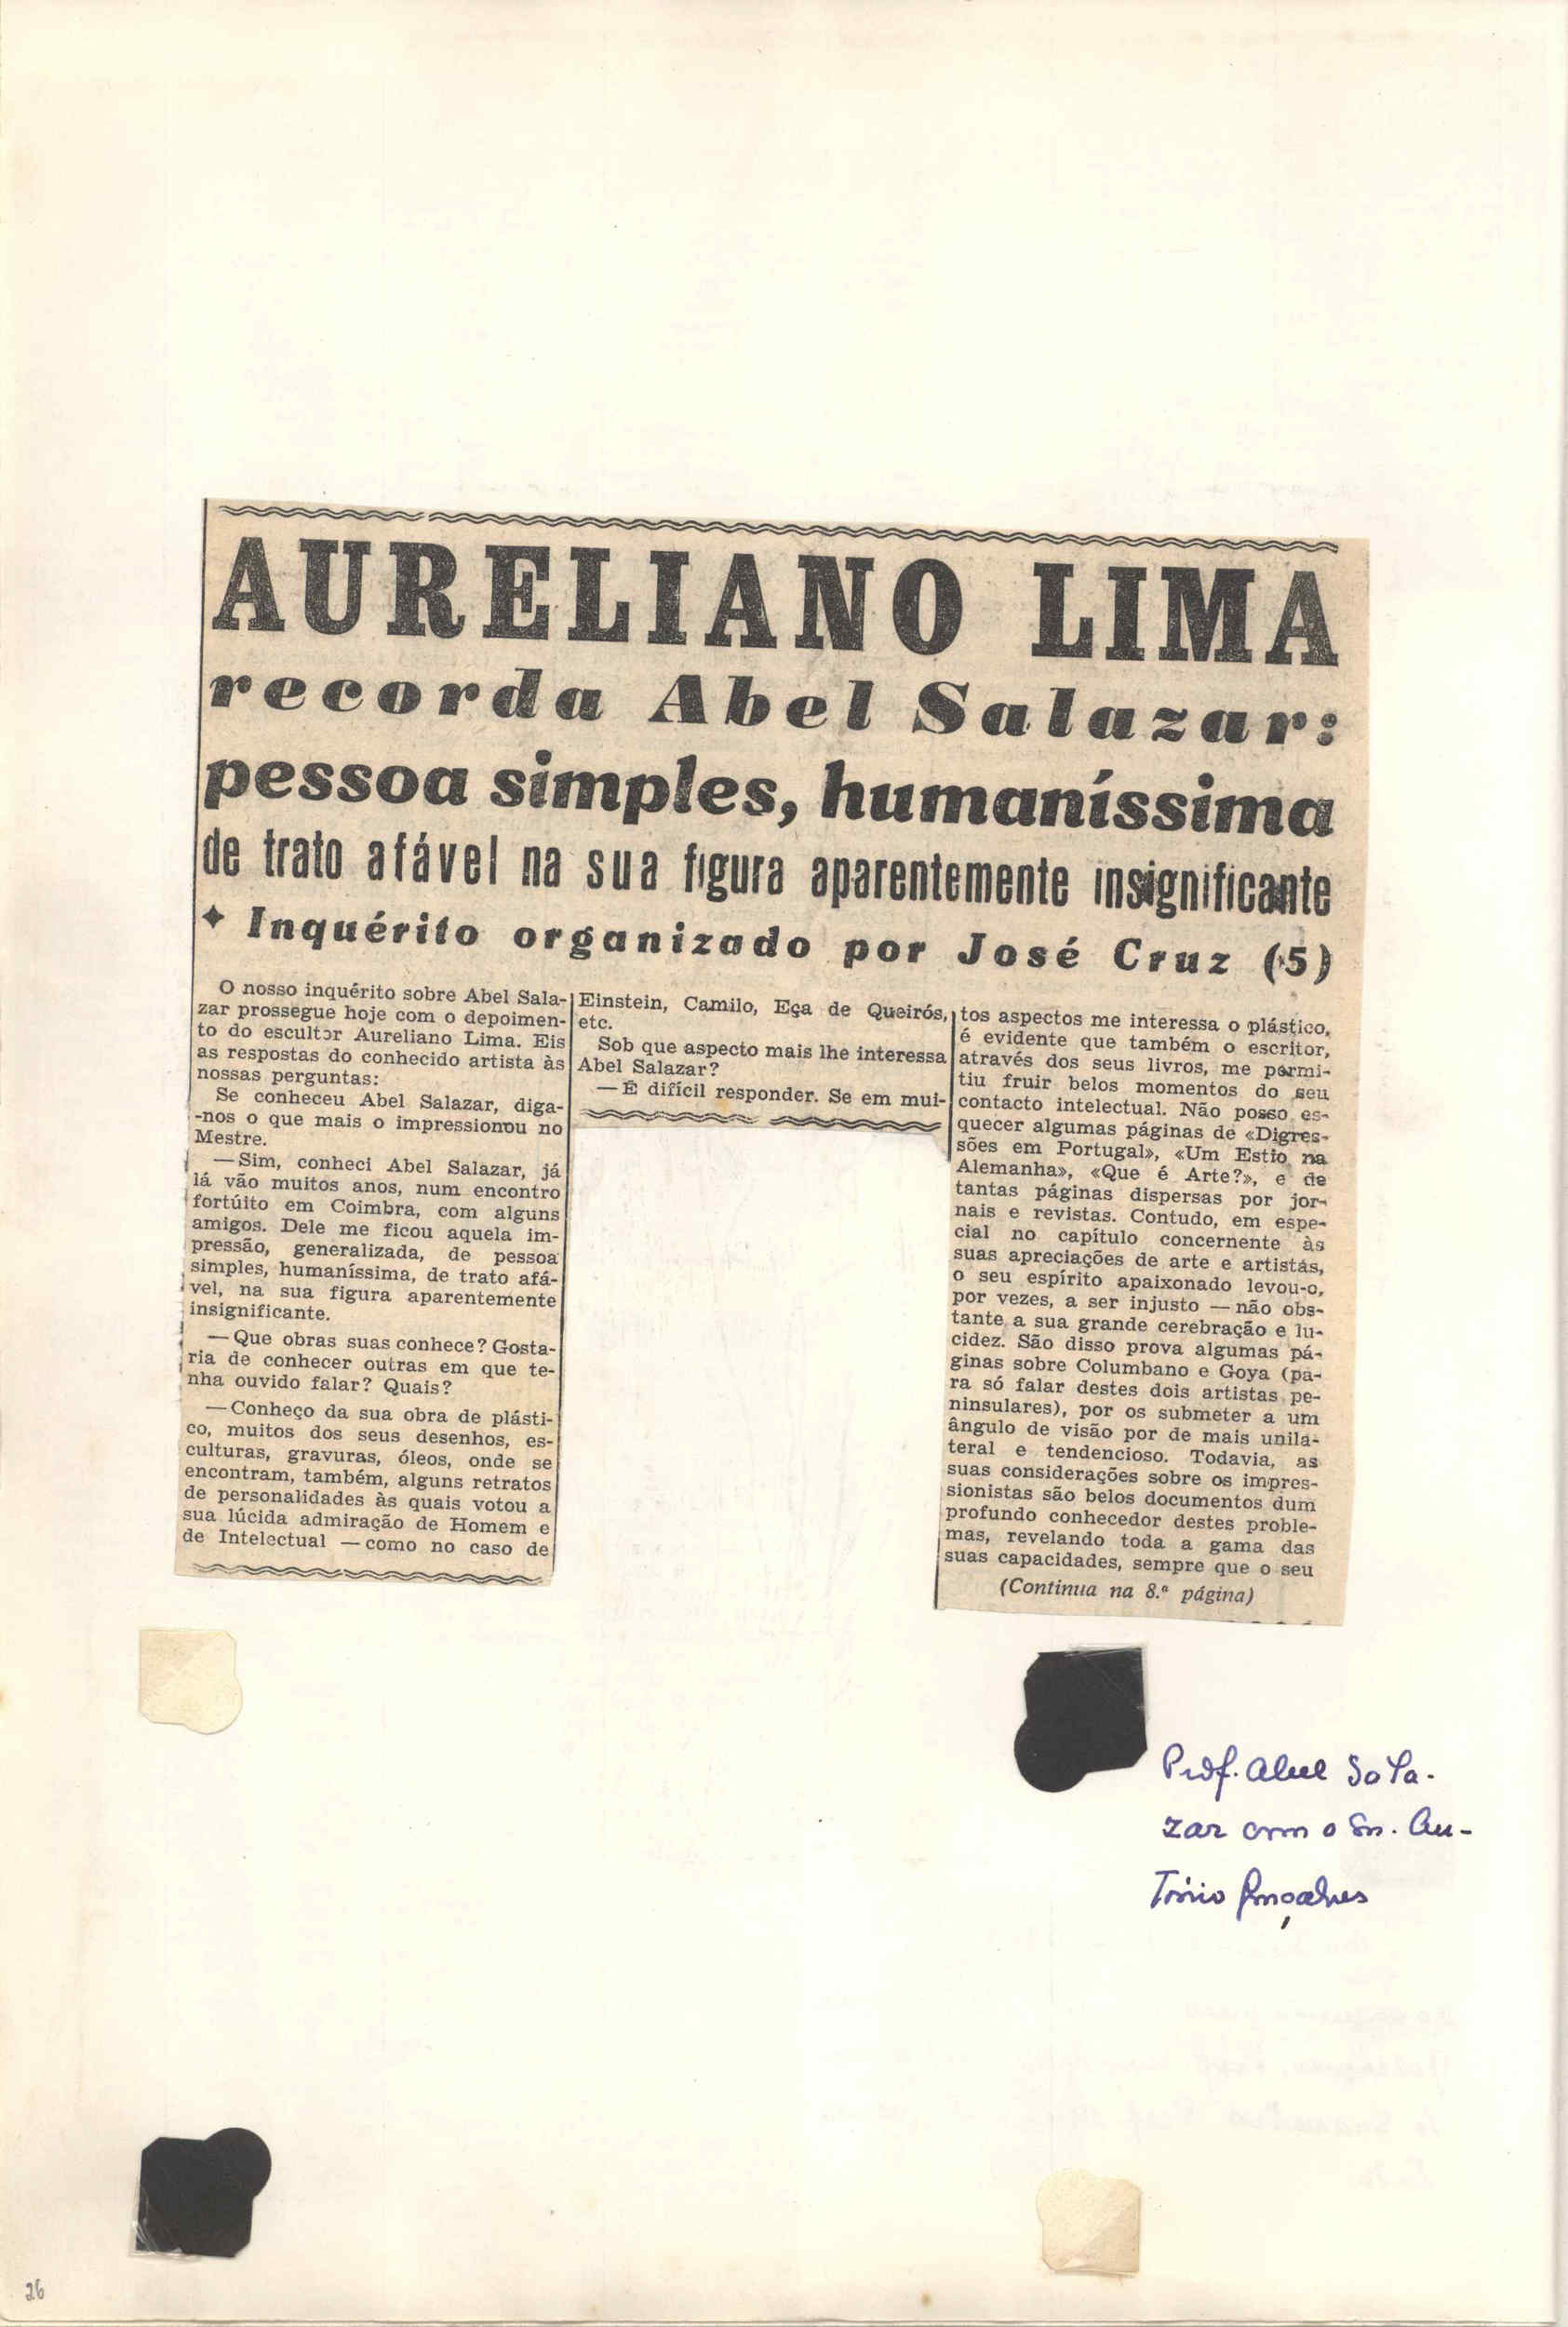 AURELIANO LIMA
recorda Abel Salazar:
pessoa simples, humaníssima
de trato afável na sua figura aparentemente insignificante
✦ Inquérito organizado por José Cruz (5)
O nosso inquérito sobre Abel Sala-
zar prossegue hoje com o depoimen-
to do escultor Aureliano Lima. Eis
as respostas do conhecido artista às
nossas perguntas:
Se conheceu Abel Salazar, diga-
-nos o que mais o impressionou no
Mestre.
—Sim, conheci Abel Salazar, já
lá vão muitos anos, num encontro
fortúito em Coimbra, com alguns
amigos. Dele me ficou aquela im-
pressão, generalizada, de pessoa
simples, humaníssima, de trato afá-
vel, na sua figura aparentemente
insignificante.
—Que obras suas conhece? Gosta-
ria de conhecer outras em que te-
nha ouvido falar? Quais?
—Conheço da sua obra de plásti-
co, muitos dos seus desenhos, es-
culturas, gravuras, óleos, onde se
encontram, também, alguns retratos
de personalidades às quais votou a
sua lúcida admiração de Homem e
de Intelectual —como no caso de
Einstein, Camilo, Eça de Queirós,
etc.
Sob que aspecto mais lhe interessa
Abel Salazar?
—É difícil responder. Se em mui-
tos aspectos me interessa o plástico,
é evidente que também o escritor,
através dos seus livros, me permi-
tiu fruir belos momentos do seu
contacto intelectual. Não posso es-
quecer algumas páginas de «Digres-
sões em Portugal», «Um Estio na
Alemanha», «Que é Arte?», e de
tantas páginas dispersas por jor-
nais e revistas. Contudo, em espe-
cial no capítulo concernente às
suas apreciações de arte e artistas,
o seu espírito apaixonado levou-o,
por vezes, a ser injusto —não obs-
tante a sua grande cerebração e lu-
cidez. São disso prova algumas pá-
ginas sobre Columbano e Goya (pa-
ra só falar destes dois artistas pe-
ninsulares), por os submeter a um
ângulo de visão por de mais unila-
teral e tendencioso. Todavia, as
suas considerações sobre os impres-
sionistas são belos documentos dum
profundo conhecedor destes proble-
mas, revelando toda a gama das
suas capacidades, sempre que o seu
(Continua na 8.ª página)
Prof. Abel Sala-
zar com o Sr. An-
tónio Gonçalves
26